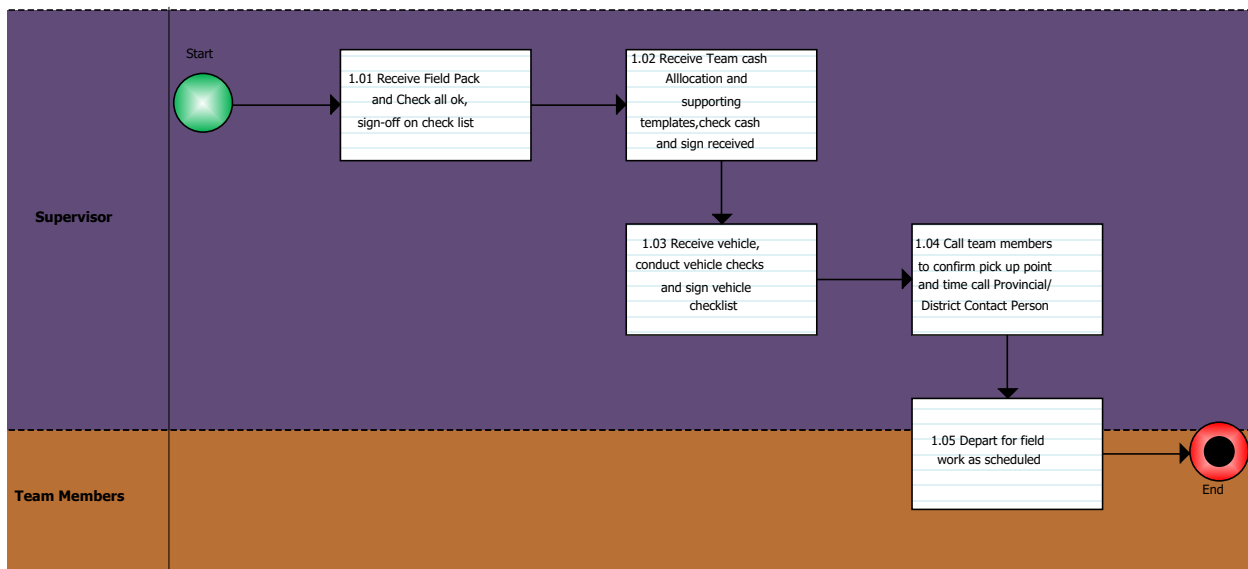 Start
1.01 Receive Field Pack
and Check all ok,
sign-off on check list
1.02 Receive Team cash
Alllocation and
supporting
templates,check cash
and sign received
Supervisor
1.03 Receive vehicle,
conduct vehicle checks
and sign vehicle
checklist
1.04 Call team members
to confirm pick up point
and time call Provincial/
District Contact Person
1.05 Depart for field
work as scheduled
Team Members
End